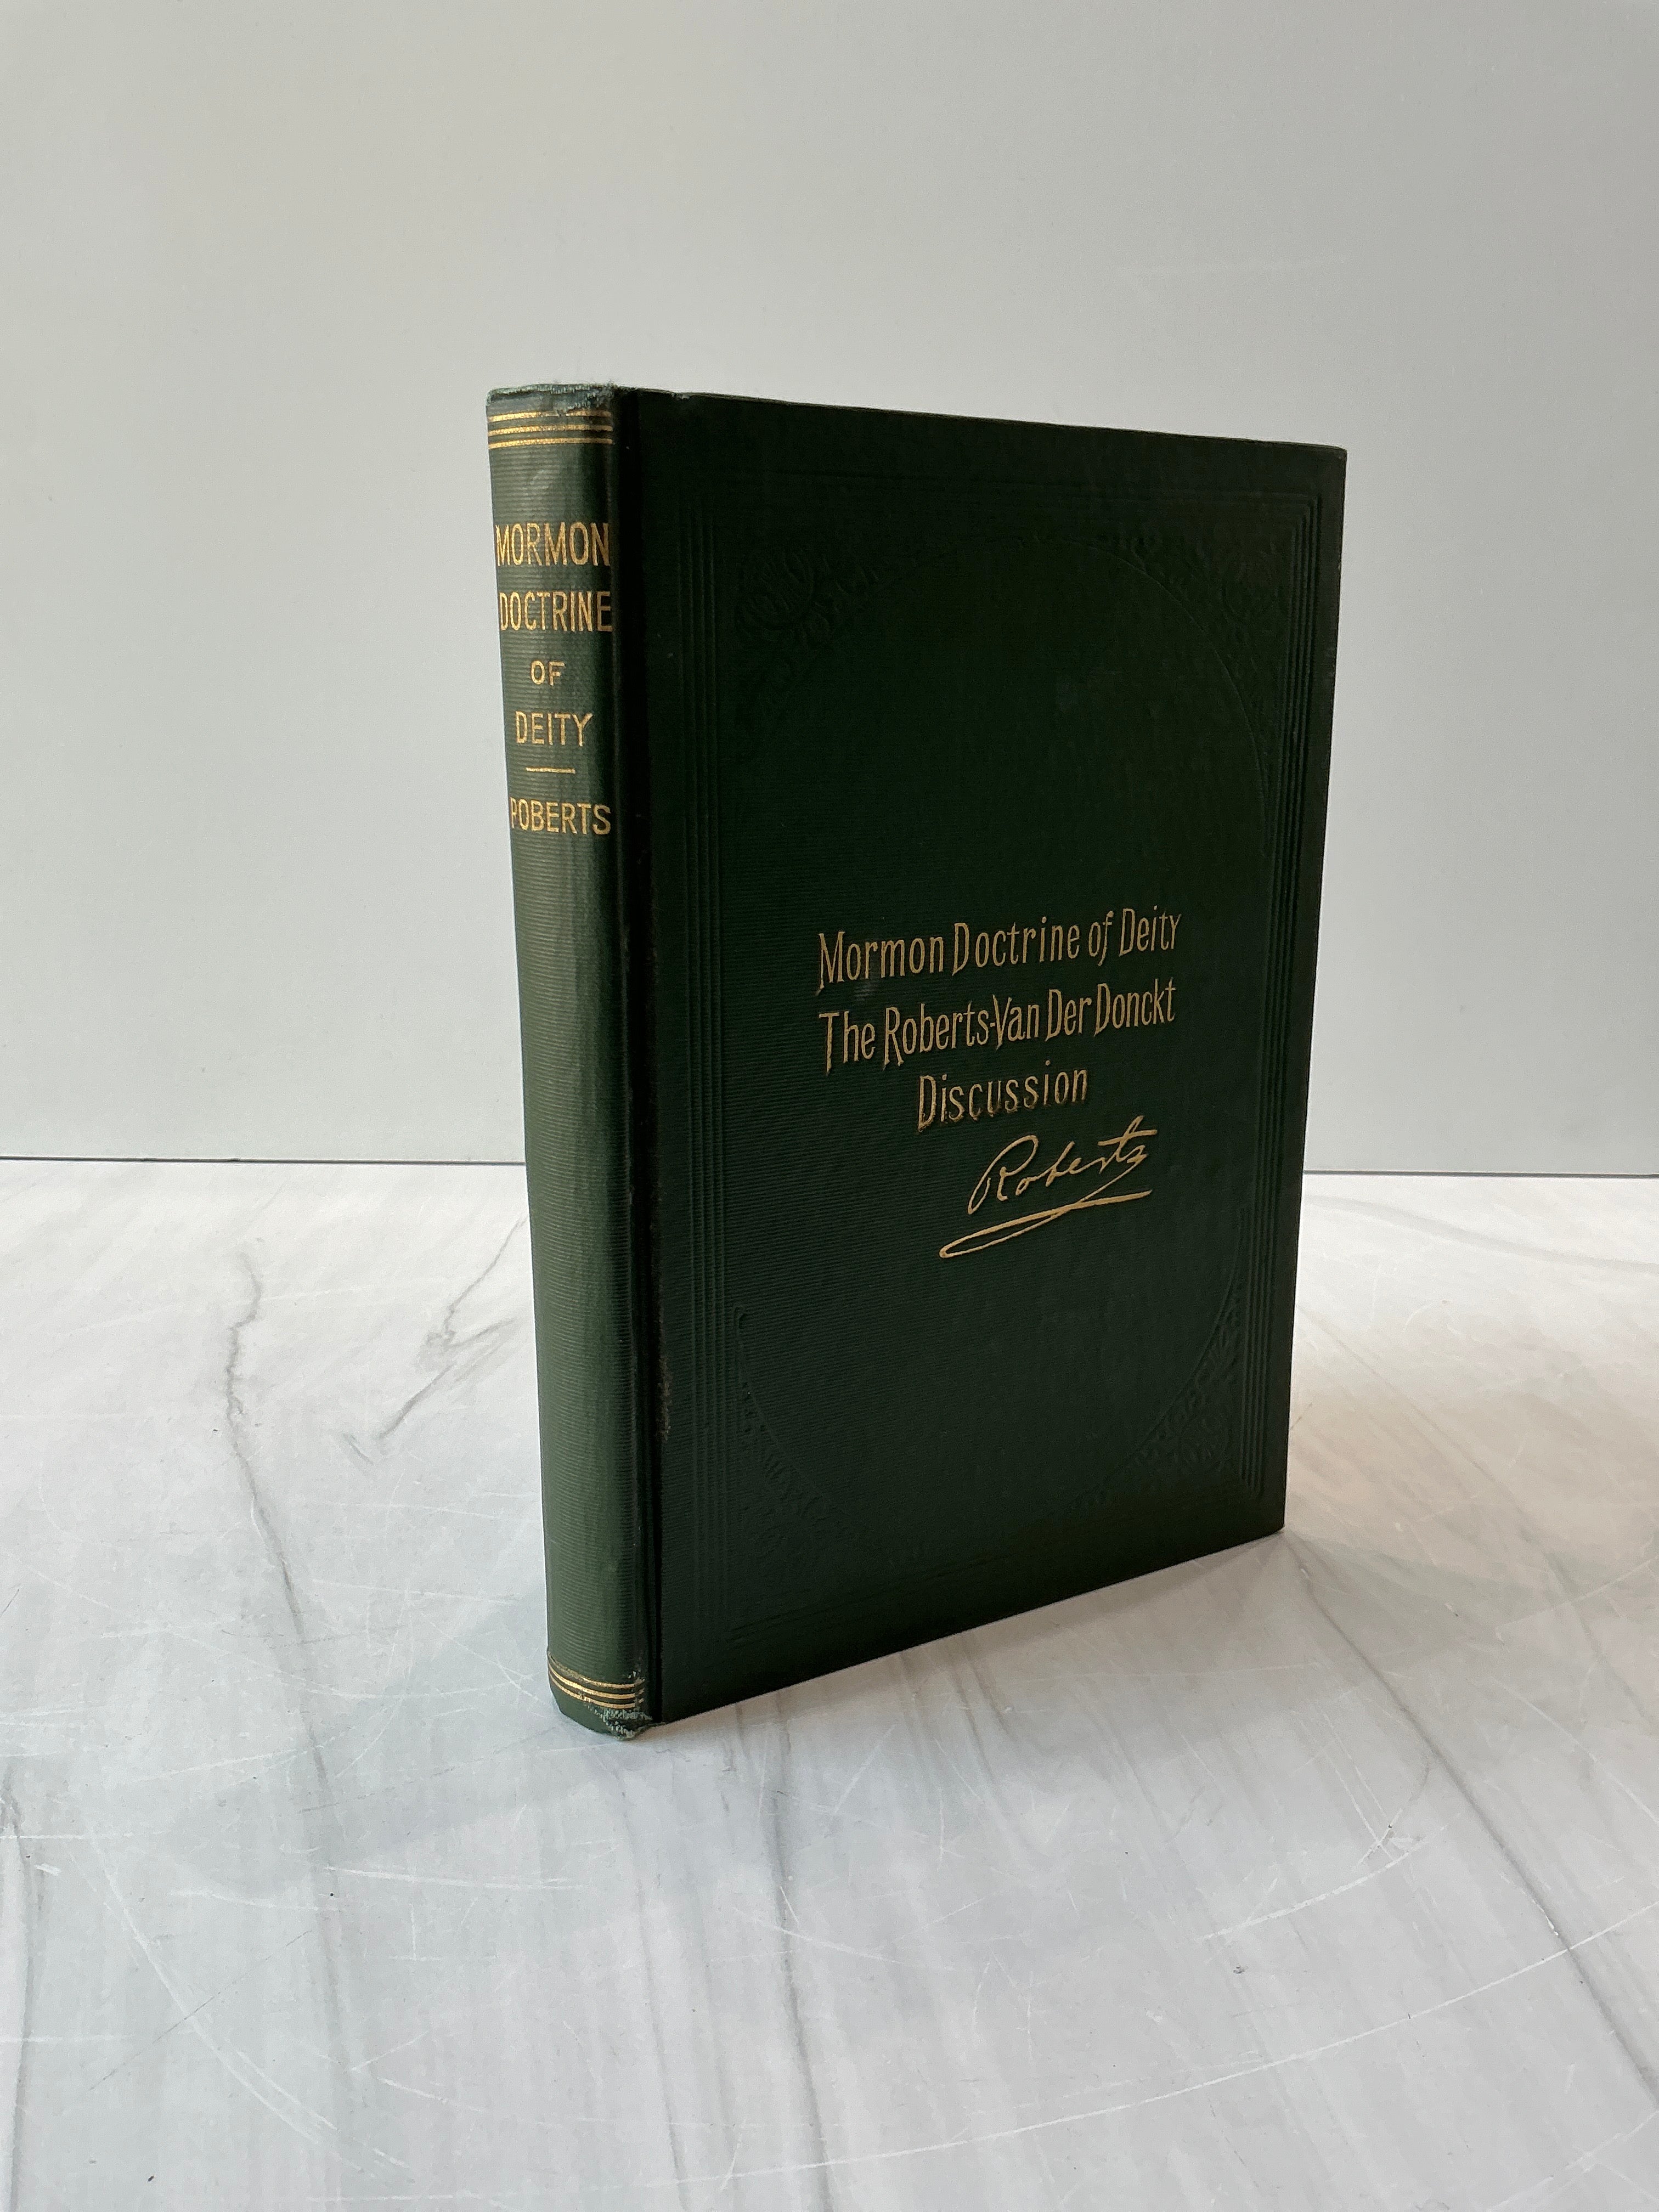 MORMON
DOCTRINE
OF
DEITY
ROBERTS
Mormon Doctrine of Deity
The Roberts-Van Der Donckt
Discussion
Roberts